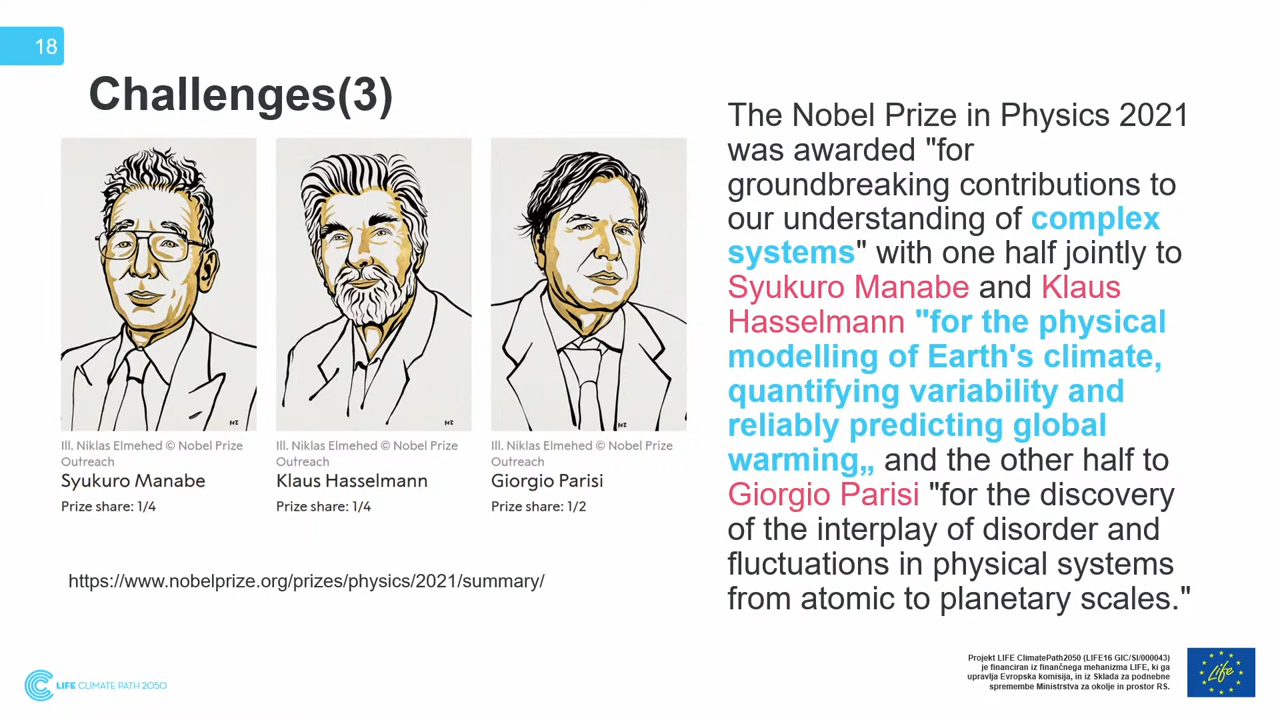 18
Challenges(3)
Ill. Niklas Elmehed © Nobel Prize
Outreach
Syukuro Manabe
Prize share: 1/4
Ill. Niklas Elmehed © Nobel Prize
Outreach
Klaus Hasselmann
Prize share: 1/4
Ill. Niklas Elmehed © Nobel Prize
Outreach
Giorgio Parisi
Prize share: 1/2
https://www.nobelprize.org/prizes/physics/2021/summary/
The Nobel Prize in Physics 2021
was awarded "for
groundbreaking contributions to
our understanding of complex
systems" with one half jointly to
Syukuro Manabe and Klaus
Hasselmann "for the physical
modelling of Earth's climate,
quantifying variability and
reliably predicting global
warming„ and the other half to
Giorgio Parisi "for the discovery
of the interplay of disorder and
fluctuations in physical systems
from atomic to planetary scales."
LIFE CLIMATE PATH 2050
Projekt LIFE ClimatePath2050 (LIFE16 GIC/SI/000043)
je financiran iz finančnega mehanizma LIFE, ki ga
upravlja Evropska komisija, in iz Sklada za podnebne
spremembe Ministrstva za okolje in prostor RS.
Life